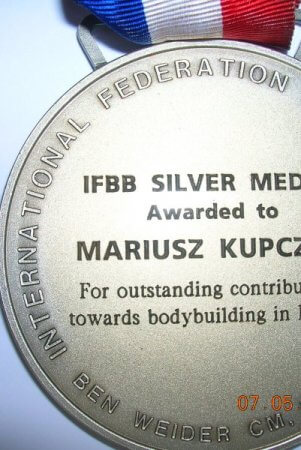 INTERNATIONAL FEDERATION
IFBB SILVER MED
Awarded to
MARIUSZ KUPCZ
For outstanding contribu
towards bodybuilding in
BEN WEIDER CM,
07.05